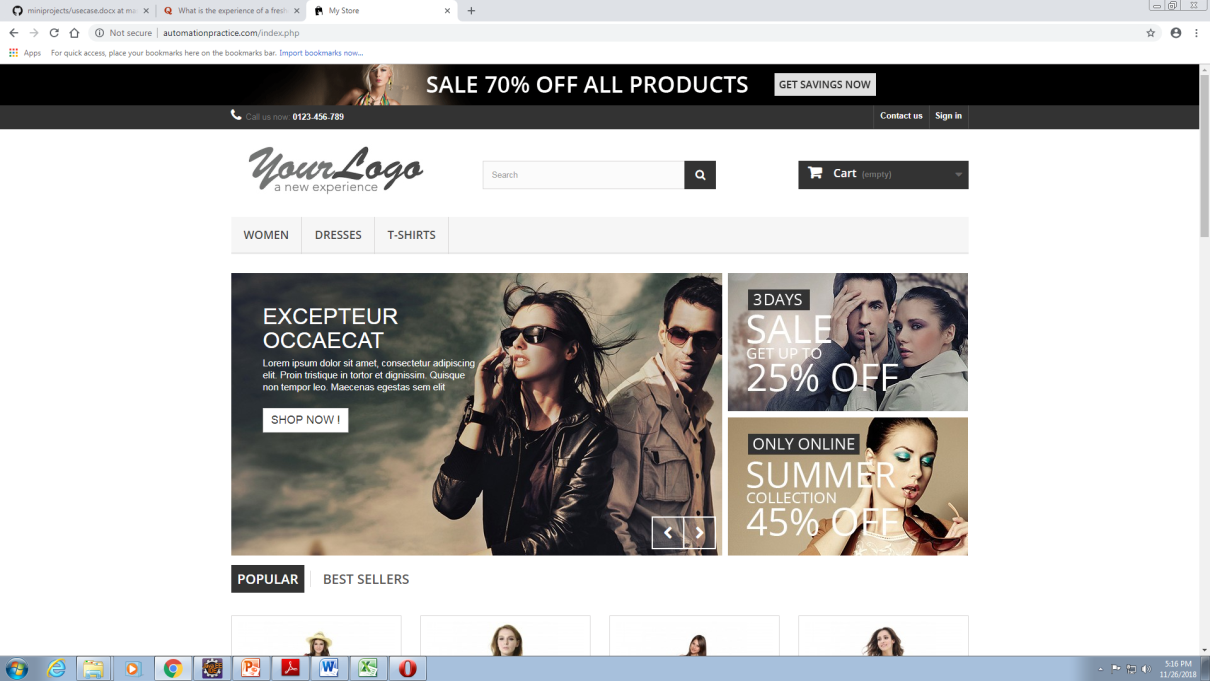 miniprojects/usecase.docx at ma
What is the experience of a fresh
My Store
Not secure | automationpractice.com/index.php
Apps For quick access, place your bookmarks here on the bookmarks bar. Import bookmarks now...
SALE 70% OFF ALL PRODUCTS GET SAVINGS NOW
Call us now: 0123-456-789 Contact us Sign in
YourLogo
a new experience
Search
Cart (empty)
WOMEN DRESSES T-SHIRTS
EXCEPTEUR
OCCAECAT
Lorem ipsum dolor sit amet, consectetur adipiscing
elit. Proin tristique in tortor et dignissim. Quisque
non tempor leo. Maecenas egestas sem elit
SHOP NOW !
3 DAYS
SALE
GET UP TO
25% OFF
ONLY ONLINE
SUMMER
COLLECTION
45% OFF
POPULAR BEST SELLERS
5:16 PM
11/26/2018